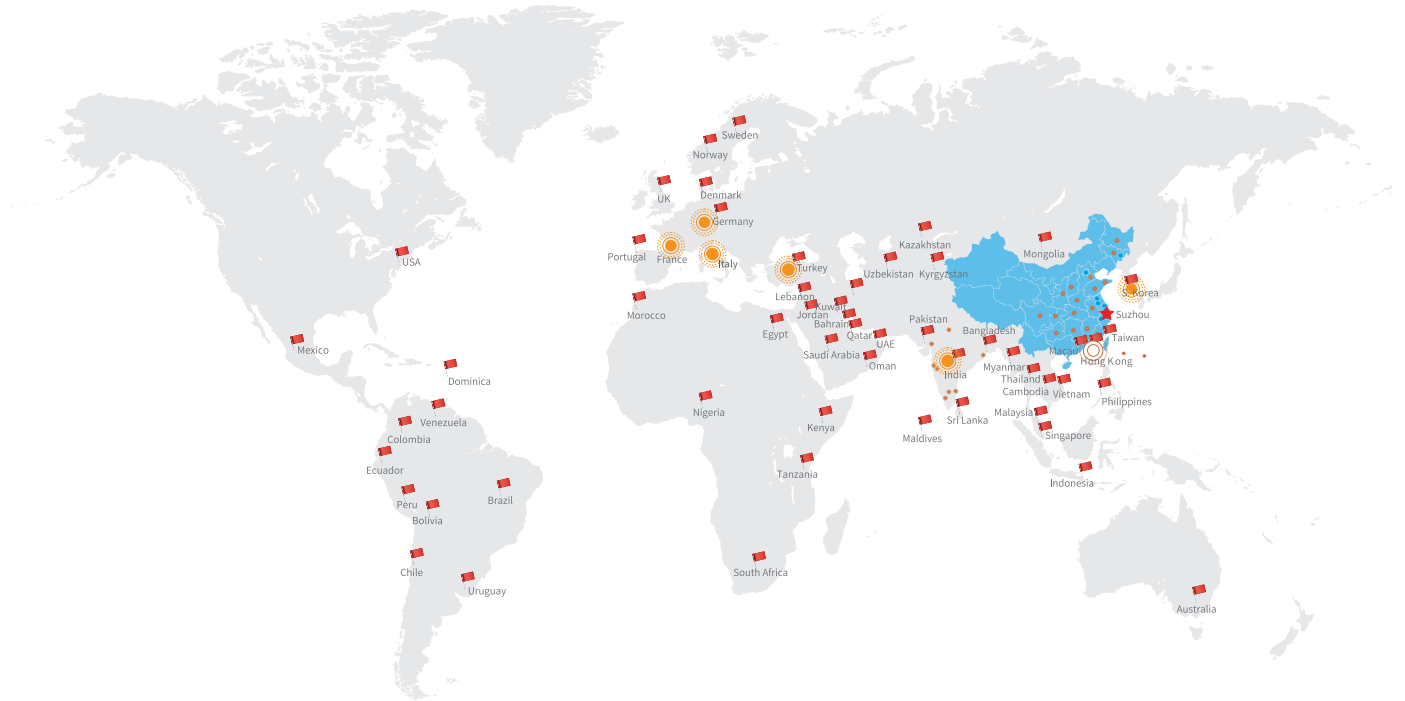 Sweden
Norway
UK
Denmark
Germany
Kazakhstan
Mongolia
Portugal
France
Italy
USA
Turkey
Uzbekistan
Kyrgyzstan
S.Korea
Lebanon
Kuwait
Morocco
Jordan
Suzhou
Bahrain
Pakistan
Egypt
Qatar
Bangladesh
Taiwan
UAE
Mexico
Saudi Arabia
Macau
Hong Kong
Oman
Myanmar
India
Dominica
Thailand
Cambodia
Vietnam
Philippines
Nigeria
Malaysia
Venezuela
Sri Lanka
Kenya
Colombia
Maldives
Singapore
Ecuador
Tanzania
Indonesia
Brazil
Peru
Bolivia
Chile
South Africa
Uruguay
Australia